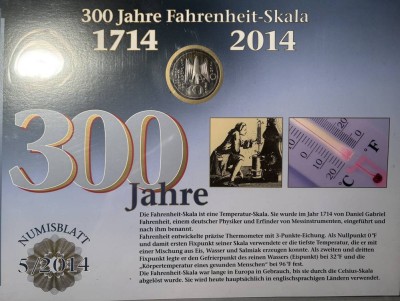 300 Jahre Fahrenheit-Skala
1714 2014
300
Jahre
°F
°C
NUMISBLATT
5/2014
Die Fahrenheit-Skala ist eine Temperatur-Skala. Sie wurde im Jahr 1714 von Daniel Gabriel
Fahrenheit, einem deutscher Physiker und Erfinder von Messinstrumenten, eingeführt und
nach ihm benannt.
Fahrenheit entwickelte präzise Thermometer mit 3-Punkte-Eichung. Als Nullpunkt 0°F
und damit ersten Fixpunkt seiner Skala verwendete er die tiefste Temperatur, die er mit
einer Mischung aus Eis, Wasser und Salmiak erzeugen konnte. Als zweiten und dritten
Fixpunkt legte er den Gefrierpunkt des reinen Wassers (Eispunkt) bei 32°F und die
„Körpertemperatur eines gesunden Menschen“ bei 96°F fest.
Die Fahrenheit-Skala war lange in Europa in Gebrauch, bis sie durch die Celsius-Skala
abgelöst wurde. Sie wird heute hauptsächlich in englischsprachigen Ländern verwendet.